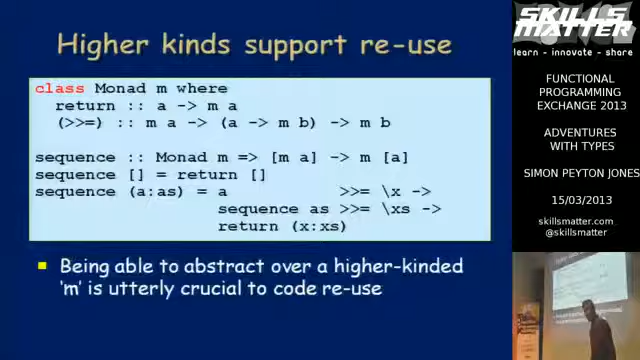 Higher kinds support re-use
class Monad m where
return :: a -> m a
(>>=) :: m a -> (a -> m b) -> m b
sequence :: Monad m => [m a] -> m [a]
sequence [] = return []
sequence (a:as) = a >>= \x ->
sequence as >>= \xs ->
return (x:xs)
Being able to abstract over a higher-kinded
‘m’ is utterly crucial to code re-use
SKILLS
MATTER
learn - innovate - share
FUNCTIONAL
PROGRAMMING
EXCHANGE 2013
ADVENTURES
WITH TYPES
SIMON PEYTON JONES
15/03/2013
skillsmatter.com
@skillsmatter